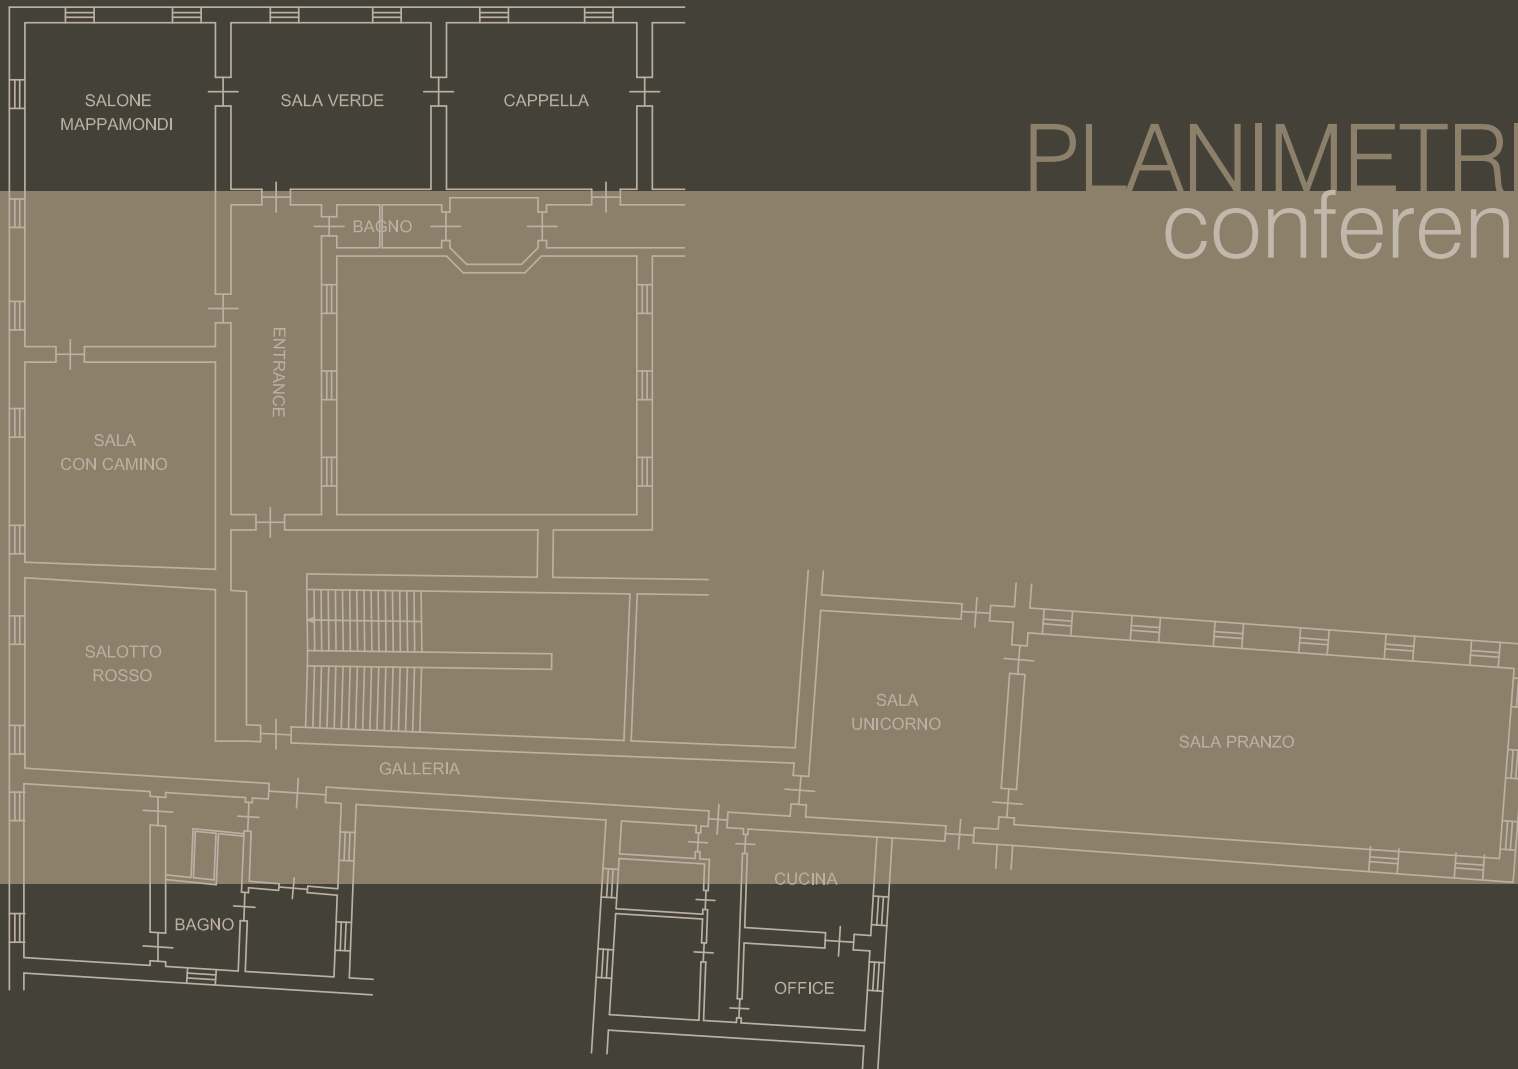 SALONE
MAPPAMONDI
SALA VERDE
CAPPELLA
PLANIMETRI
conferen
BAGNO
ENTRANCE
SALA
CON CAMINO
SALOTTO
ROSSO
SALA
UNICORNO
SALA PRANZO
GALLERIA
CUCINA
BAGNO
OFFICE